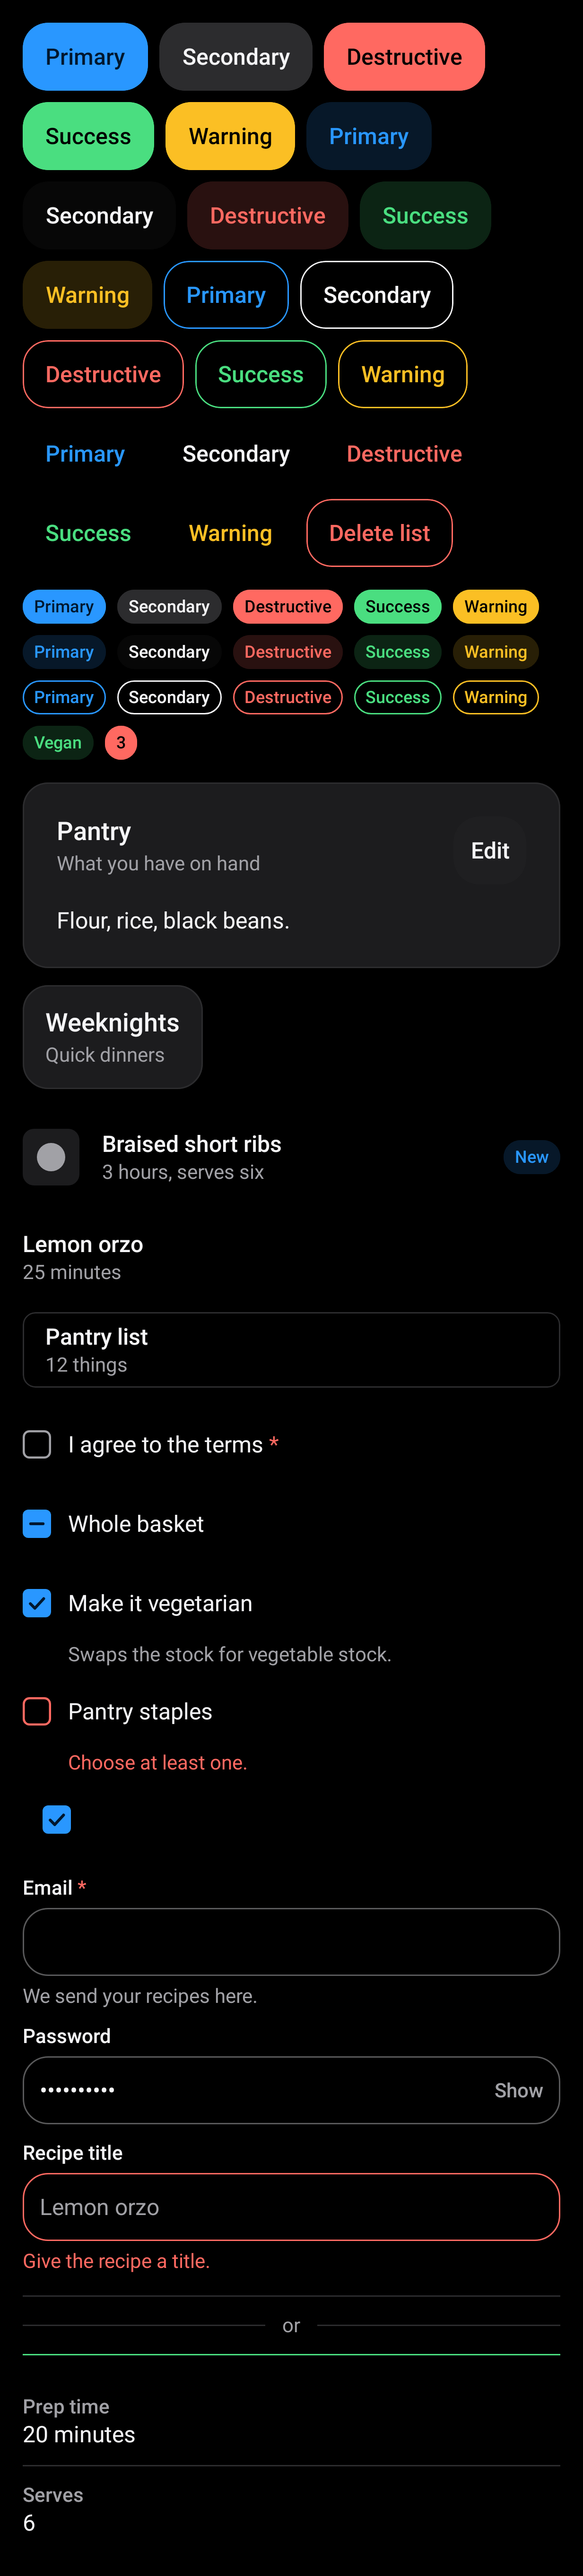 Primary Secondary Destructive
Success Warning Primary
Secondary Destructive Success
Warning Primary Secondary
Destructive Success Warning
Primary Secondary Destructive
Success Warning Delete list
Primary Secondary Destructive Success Warning
Primary Secondary Destructive Success Warning
Primary Secondary Destructive Success Warning
Vegan 3
Pantry
What you have on hand
Edit
Flour, rice, black beans.
Weeknights
Quick dinners
Braised short ribs
3 hours, serves six
New
Lemon orzo
25 minutes
Pantry list
12 things
I agree to the terms *
Whole basket
Make it vegetarian
Swaps the stock for vegetable stock.
Pantry staples
Choose at least one.
Email *
We send your recipes here.
Password
•••••••••• Show
Recipe title
Lemon orzo
Give the recipe a title.
or
Prep time
20 minutes
Serves
6